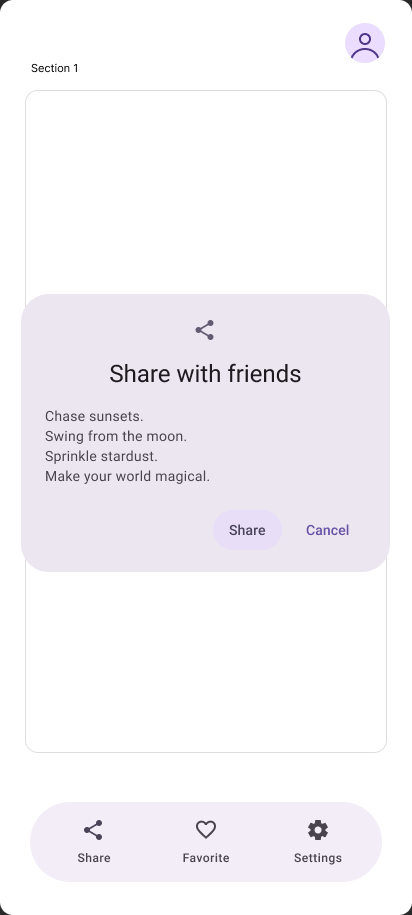 Section 1
Share with friends
Chase sunsets.
Swing from the moon.
Sprinkle stardust.
Make your world magical.
Share
Cancel
Share
Favorite
Settings